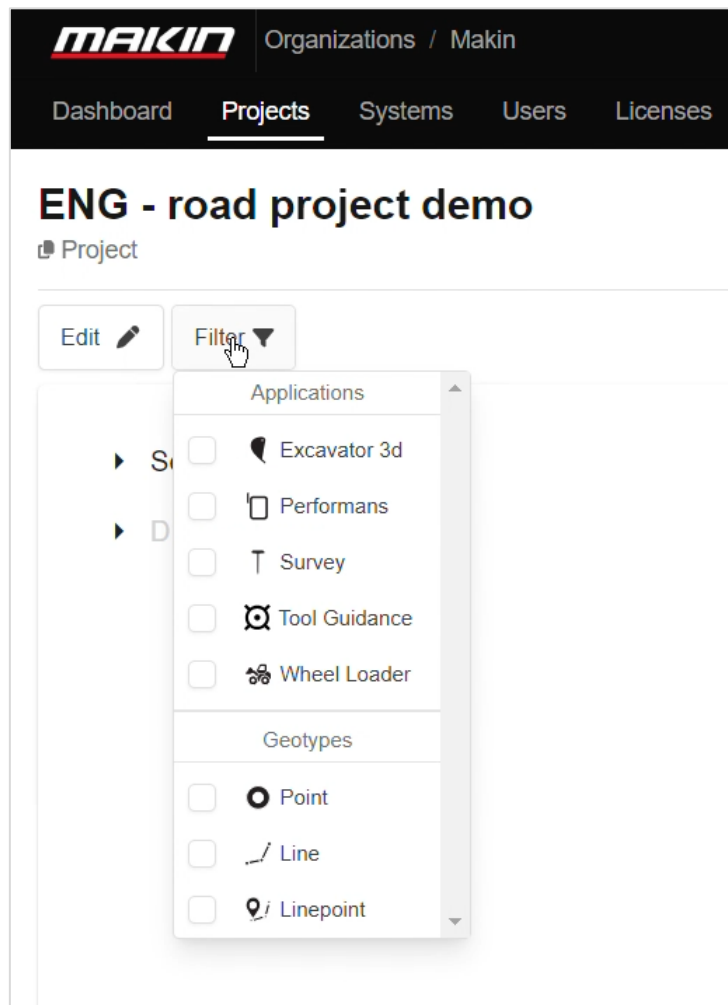 MAKIN Organizations / Makin
Dashboard Projects Systems Users Licenses
ENG - road project demo
Project
Edit Filter
Applications
Excavator 3d
Performans
Survey
Tool Guidance
Wheel Loader
Geotypes
Point
Line
Linepoint